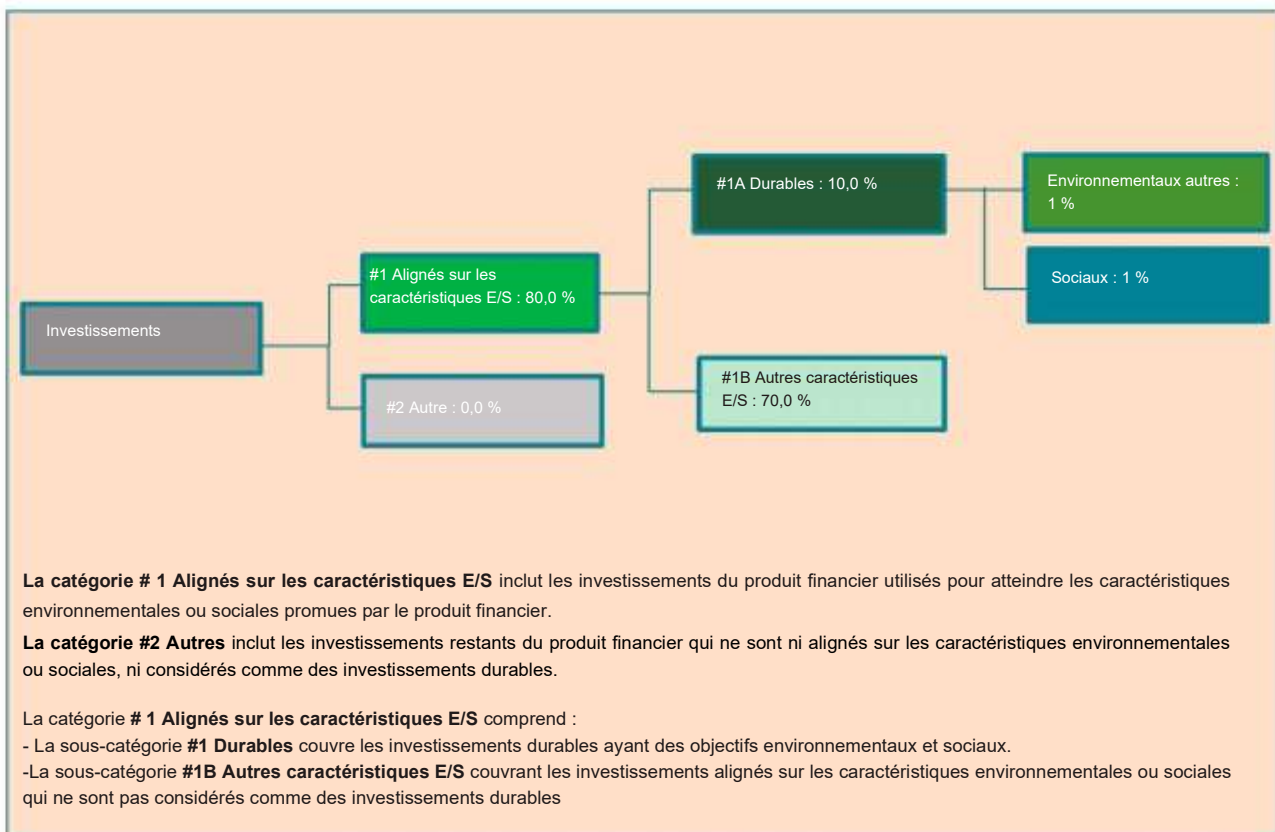 #1A Durables : 10,0 %
Environnementaux autres :
1 %
#1 Alignés sur les
caractéristiques E/S : 80,0 %
Sociaux : 1 %
Investissements
#2 Autre : 0,0 %
#1B Autres caractéristiques
E/S : 70,0 %
La catégorie # 1 Alignés sur les caractéristiques E/S inclut les investissements du produit financier utilisés pour atteindre les caractéristiques
environnementales ou sociales promues par le produit financier.
La catégorie #2 Autres inclut les investissements restants du produit financier qui ne sont ni alignés sur les caractéristiques environnementales
ou sociales, ni considérés comme des investissements durables.
La catégorie # 1 Alignés sur les caractéristiques E/S comprend :
- La sous-catégorie #1 Durables couvre les investissements durables ayant des objectifs environnementaux et sociaux.
-La sous-catégorie #1B Autres caractéristiques E/S couvrant les investissements alignés sur les caractéristiques environnementales ou sociales
qui ne sont pas considérés comme des investissements durables